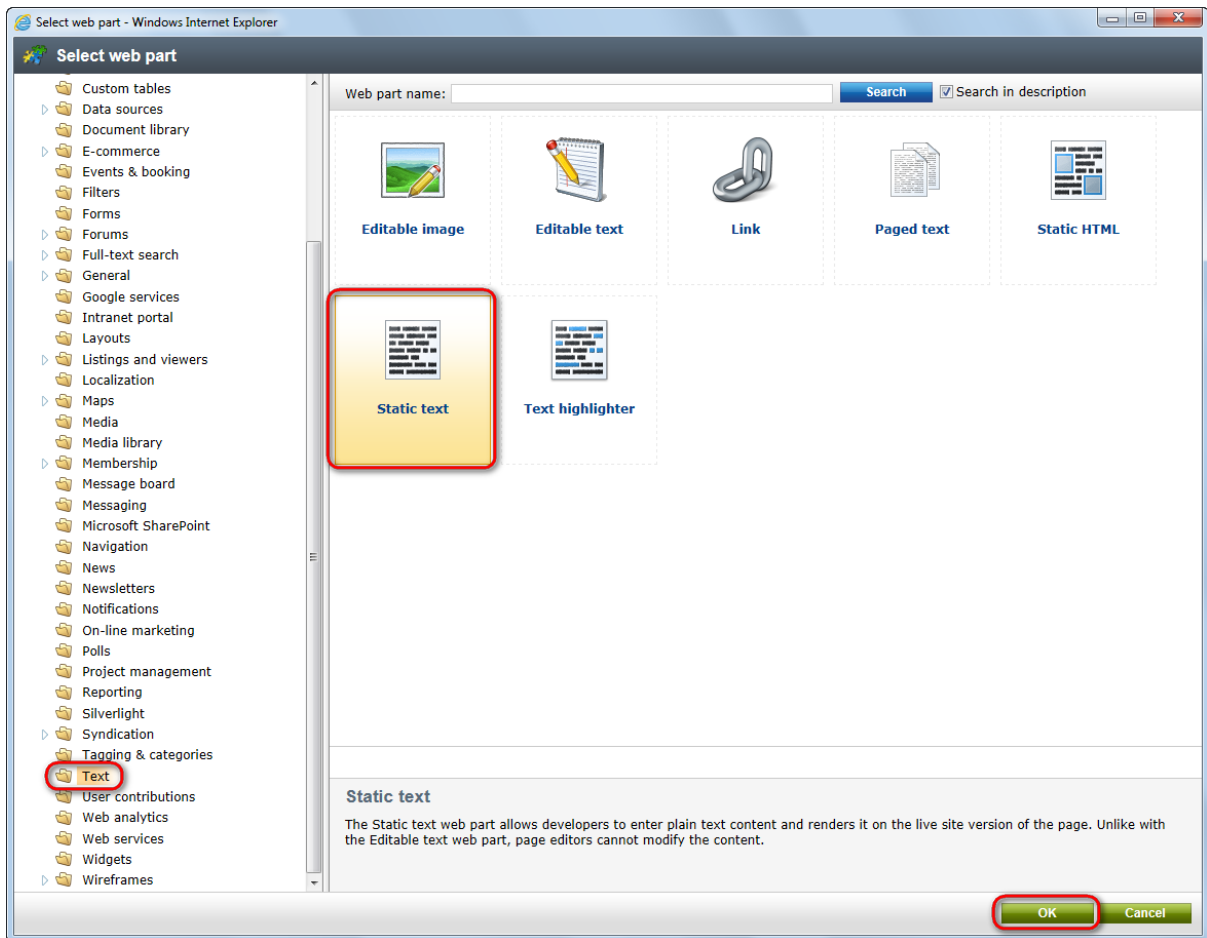 Select web part - Windows Internet Explorer
Select web part
Custom tables
Data sources
Document library
E-commerce
Events & booking
Filters
Forms
Forums
Full-text search
General
Google services
Intranet portal
Layouts
Listings and viewers
Localization
Maps
Media
Media library
Membership
Message board
Messaging
Microsoft SharePoint
Navigation
News
Newsletters
Notifications
On-line marketing
Polls
Project management
Reporting
Silverlight
Syndication
Tagging & categories
Text
User contributions
Web analytics
Web services
Widgets
Wireframes
Web part name: Search Search in description
Editable image Editable text Link Paged text Static HTML
Static text Text highlighter
Static text
The Static text web part allows developers to enter plain text content and renders it on the live site version of the page. Unlike with
the Editable text web part, page editors cannot modify the content.
OK Cancel